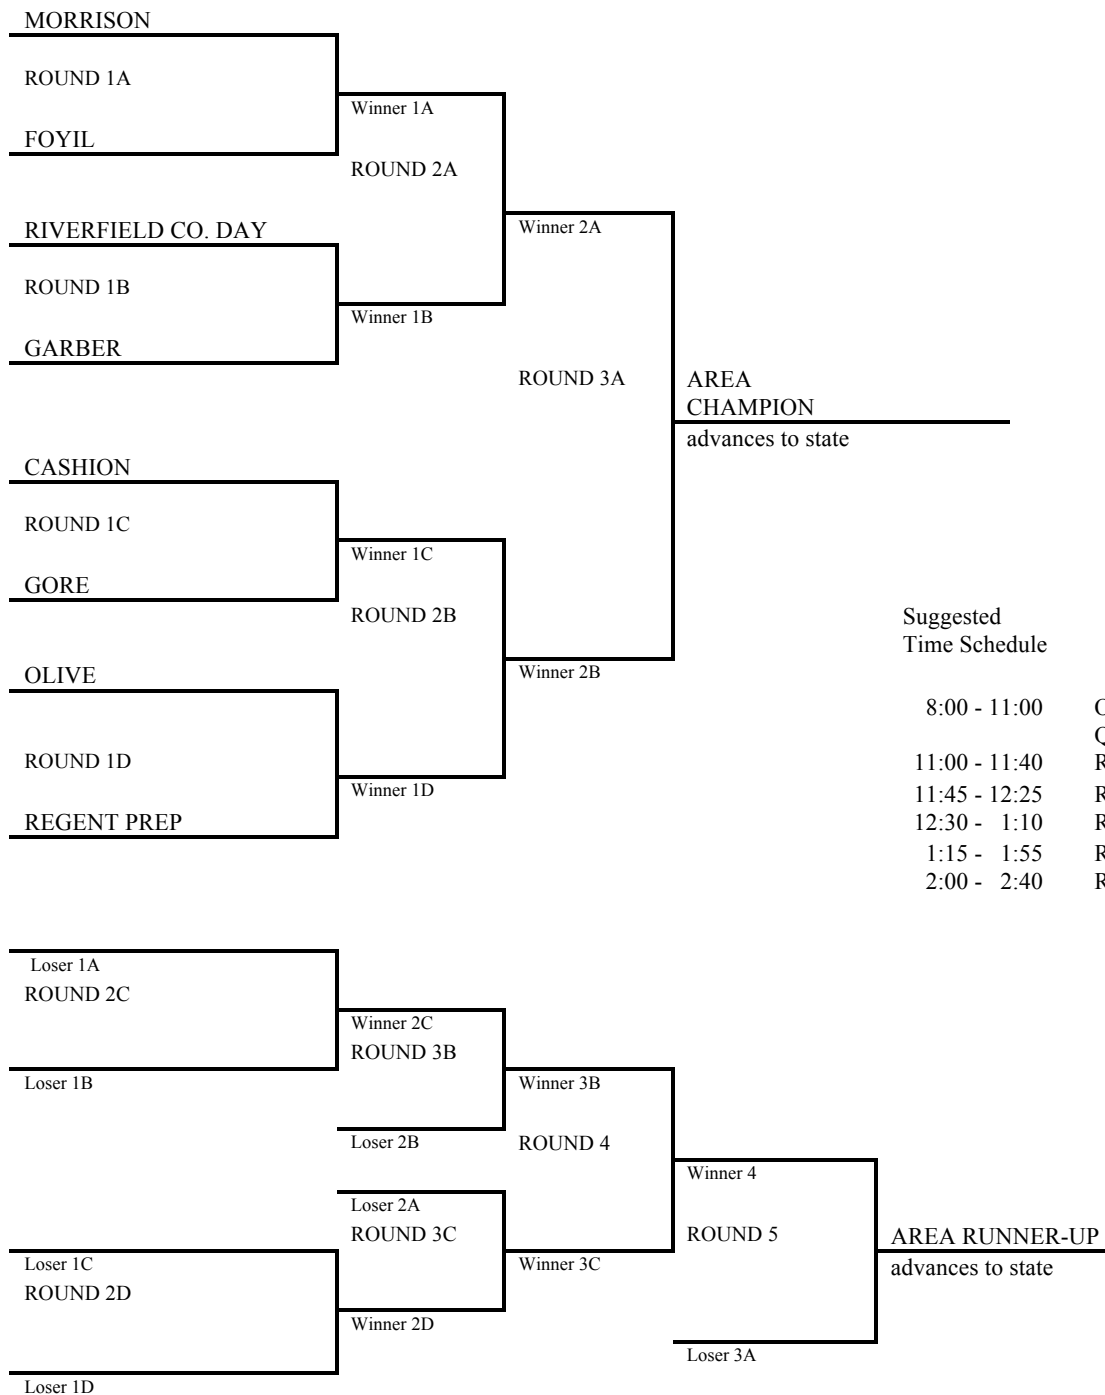 MORRISON
ROUND 1A
Winner 1A
FOYIL
ROUND 2A
RIVERFIELD CO. DAY
Winner 2A
ROUND 1B
Winner 1B
GARBER
ROUND 3A
AREA
CHAMPION
advances to state
CASHION
ROUND 1C
Winner 1C
GORE
ROUND 2B
Suggested
Time Schedule
OLIVE
Winner 2B
8:00 - 11:00
ROUND 1D
11:00 - 11:40 R
Winner 1D
11:45 - 12:25 R
REGENT PREP
12:30 - 1:10 R
1:15 - 1:55 R
2:00 - 2:40 R
Loser 1A
ROUND 2C
Winner 2C
ROUND 3B
Loser 1B
Winner 3B
Loser 2B
ROUND 4
Winner 4
Loser 2A
ROUND 3C
ROUND 5
AREA RUNNER-UP
Loser 1C
Winner 3C
advances to state
ROUND 2D
Winner 2D
Loser 3A
Loser 1D